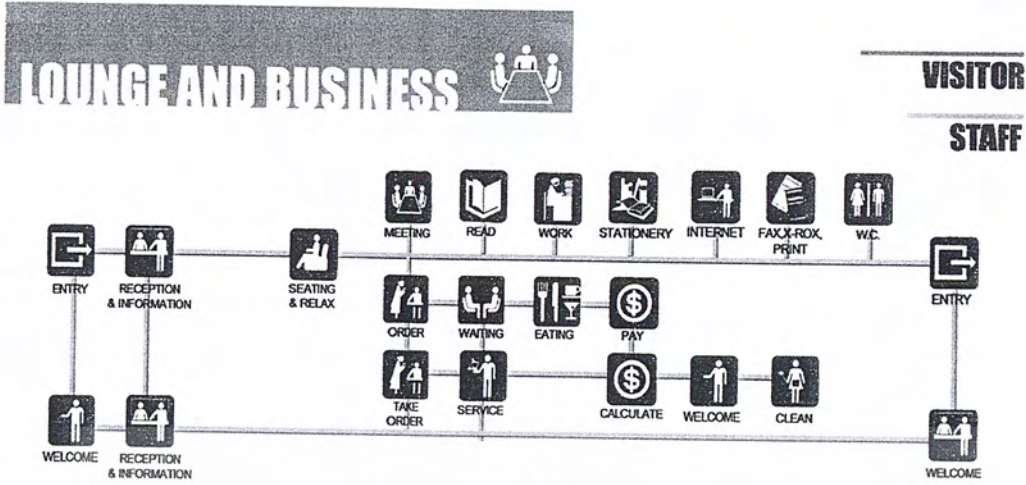 LOUNGE AND BUSINESS
VISITOR
STAFF
MEETING
READ
WORK
STATIONERY
INTERNET
FAX,X-ROX,
PRINT
W.C.
ENTRY
RECEPTION
& INFORMATION
SEATING
& RELAX
ENTRY
ORDER
WAITING
EATING
PAY
TAKE
ORDER
SERVICE
CALCULATE
WELCOME
CLEAN
WELCOME
RECEPTION
& INFORMATION
WELCOME